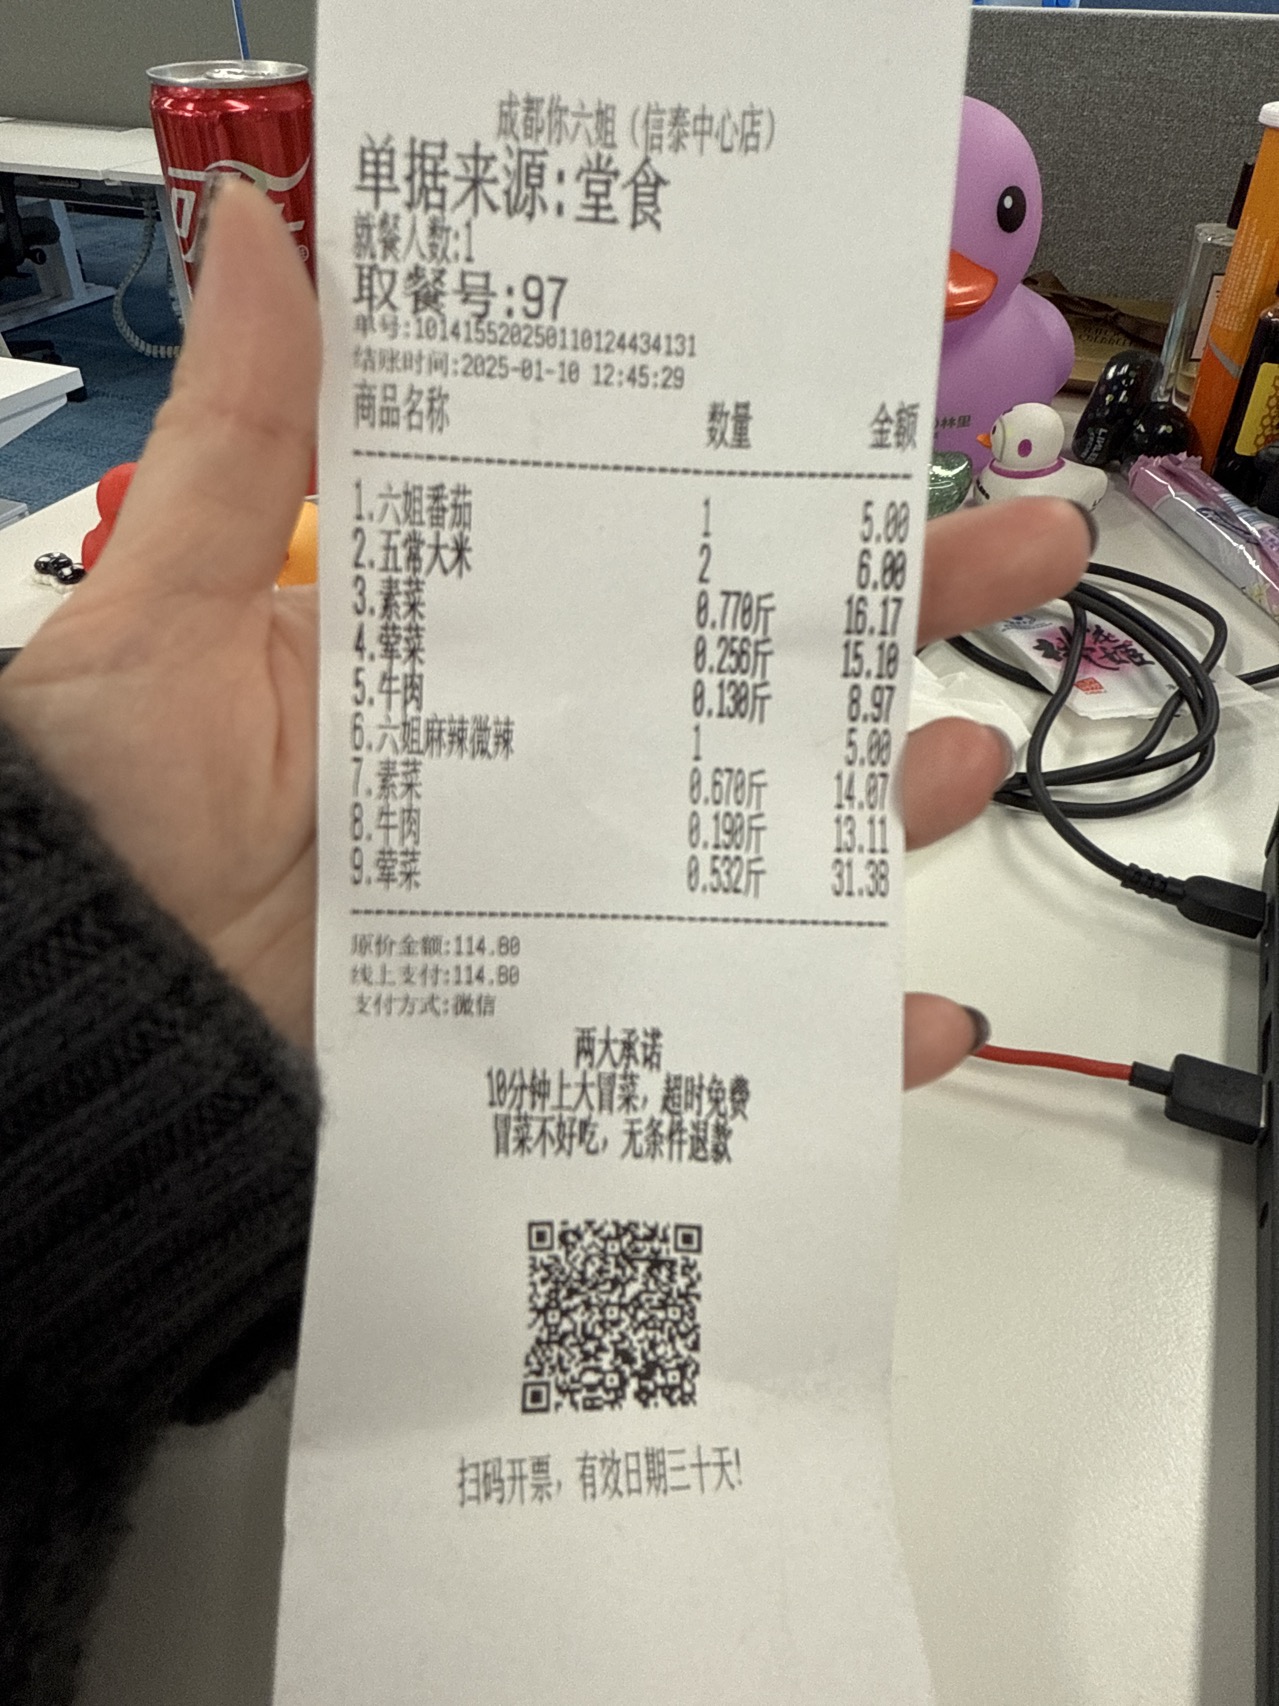 成都你六姐（信泰中心店）
单据来源:堂食
就餐人数:1
取餐号:97
单号:101415520250110124434131
结账时间:2025-01-10 12:45:29
商品名称 数量 金额
1.六姐番茄 1 5.00
2.五常大米 2 6.00
3.素菜 0.770斤 16.17
4.荤菜 0.256斤 15.10
5.牛肉 0.130斤 8.97
6.六姐麻辣微辣 1 5.00
7.素菜 0.670斤 14.07
8.牛肉 0.190斤 13.11
9.荤菜 0.532斤 31.38
原价金额:114.80
线上支付:114.80
支付方式:微信
两大承诺
10分钟上大冒菜，超时免费
冒菜不好吃，无条件退款
扫码开票，有效日期三十天!
林里